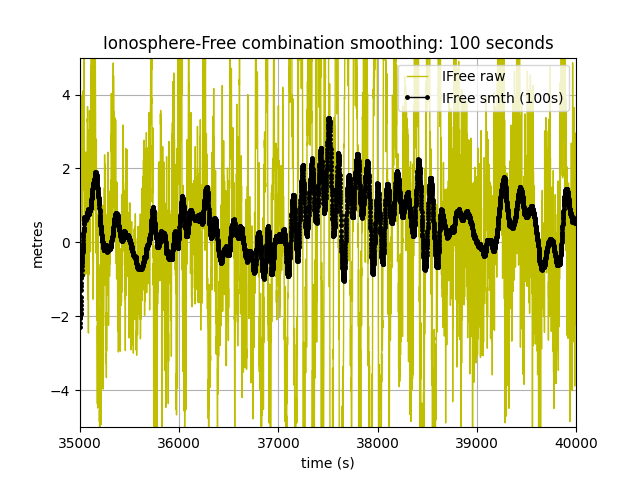 Ionosphere-Free combination smoothing: 100 seconds
IFree raw
IFree smth (100s)
metres
4
2
0
−2
−4
35000 36000 37000 38000 39000 40000
time (s)